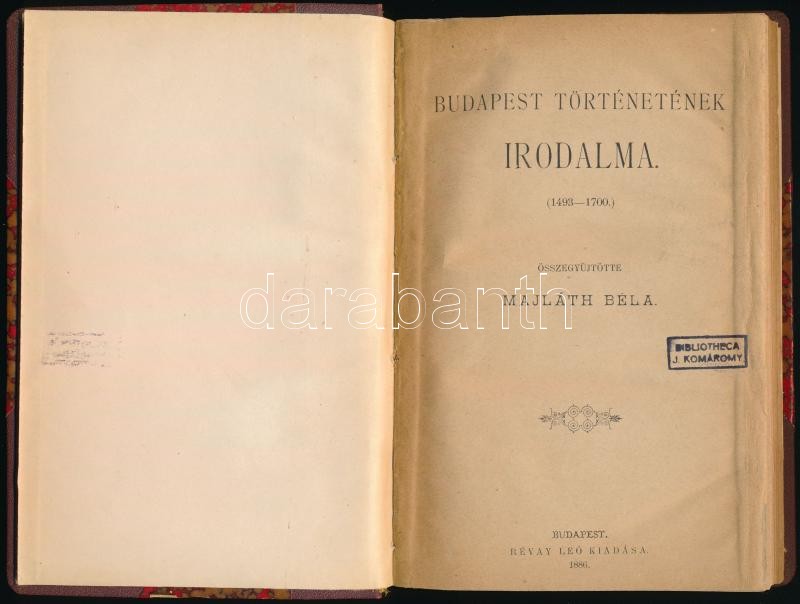 BUDAPEST TÖRTÉNETÉNEK
IRODALMA.
(1493—1700.)
ÖSSZEGYÜJTÖTTE
MAJLÁTH BÉLA.
darabanth
BIBLIOTHECA
J. KOMÁROMY
BUDAPEST.
RÉVAY LEÓ KIADÁSA.
1886.